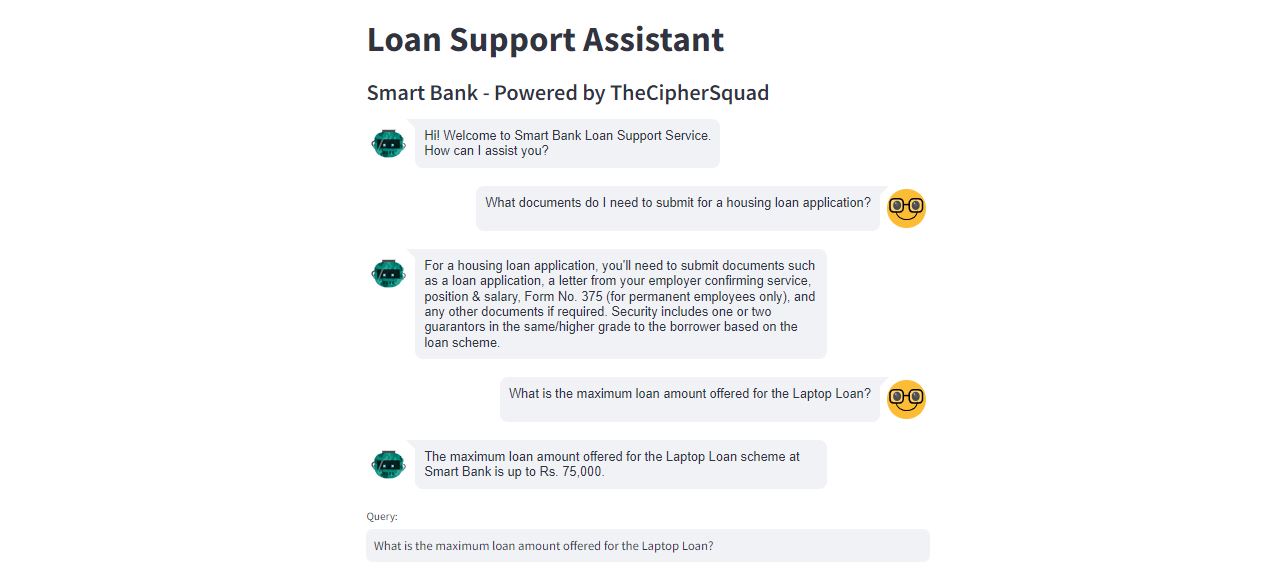 Loan Support Assistant
Smart Bank - Powered by TheCipherSquad
Hi! Welcome to Smart Bank Loan Support Service.
How can I assist you?
What documents do I need to submit for a housing loan application?
For a housing loan application, you'll need to submit documents such
as a loan application, a letter from your employer confirming service,
position & salary, Form No. 375 (for permanent employees only), and
any other documents if required. Security includes one or two
guarantors in the same/higher grade to the borrower based on the
loan scheme.
What is the maximum loan amount offered for the Laptop Loan?
The maximum loan amount offered for the Laptop Loan scheme at
Smart Bank is up to Rs. 75,000.
Query:
What is the maximum loan amount offered for the Laptop Loan?